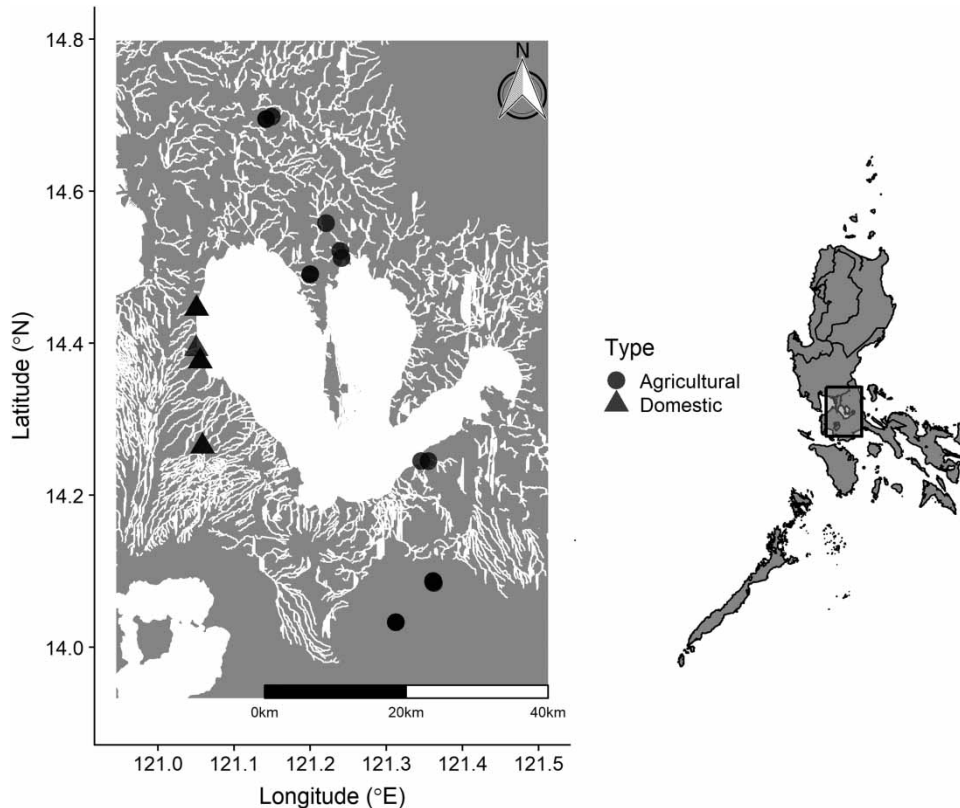 14.8
14.6
14.4
14.2
14.0
Latitude (°N)
N
0km 20km 40km
121.0 121.1 121.2 121.3 121.4 121.5
Longitude (°E)
Type
Agricultural
Domestic